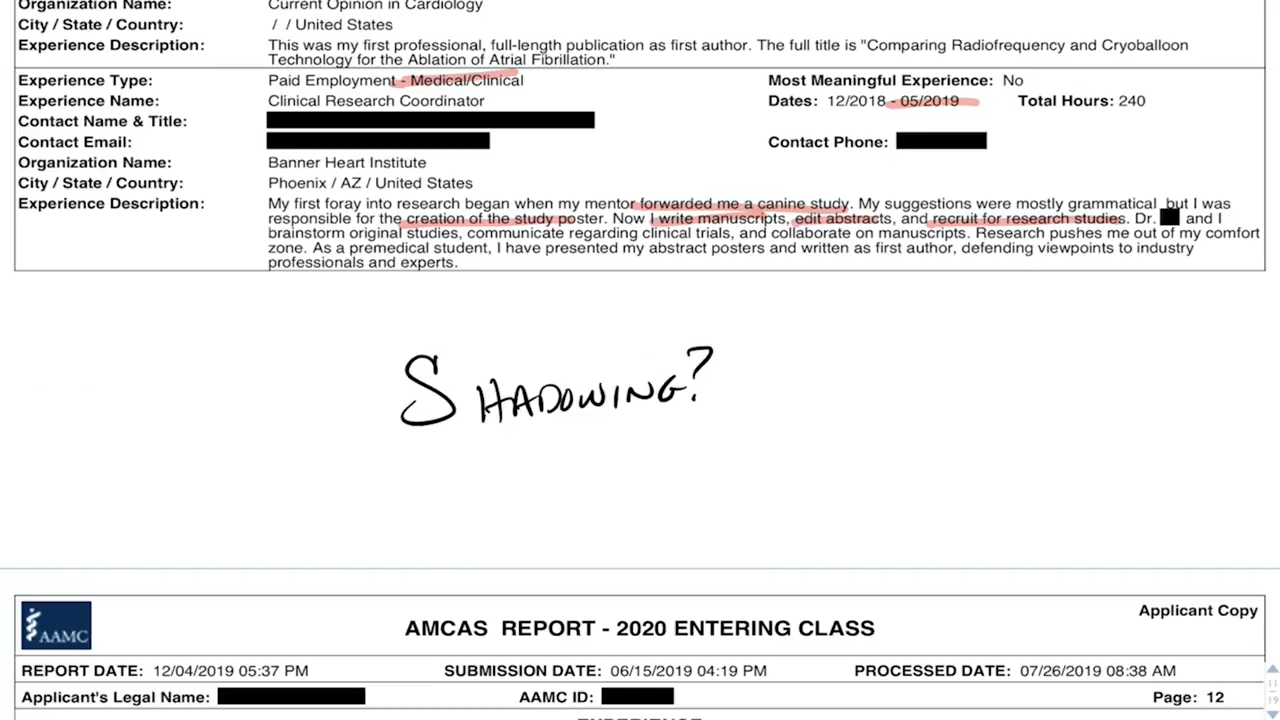 Organization Name: Current Opinion in Cardiology
City / State / Country: / / United States
Experience Description: This was my first professional, full-length publication as first author. The full title is "Comparing Radiofrequency and Cryoballoon
Technology for the Ablation of Atrial Fibrillation."
Experience Type: Paid Employment - Medical/Clinical Most Meaningful Experience: No
Experience Name: Clinical Research Coordinator Dates: 12/2018 - 05/2019 Total Hours: 240
Contact Name & Title:
Contact Email: Contact Phone:
Organization Name: Banner Heart Institute
City / State / Country: Phoenix / AZ / United States
Experience Description: My first foray into research began when my mentor forwarded me a canine study. My suggestions were mostly grammatical, but I was
responsible for the creation of the study poster. Now I write manuscripts, edit abstracts, and recruit for research studies. Dr. and I
brainstorm original studies, communicate regarding clinical trials, and collaborate on manuscripts. Research pushes me out of my comfort
zone. As a premedical student, I have presented my abstract posters and written as first author, defending viewpoints to industry
professionals and experts.
SHADOWING?
Applicant Copy
AAMC
AMCAS REPORT - 2020 ENTERING CLASS
REPORT DATE: 12/04/2019 05:37 PM SUBMISSION DATE: 06/15/2019 04:19 PM PROCESSED DATE: 07/26/2019 08:38 AM
Applicant's Legal Name: AAMC ID: Page: 12
EXPERIENCE
11
19